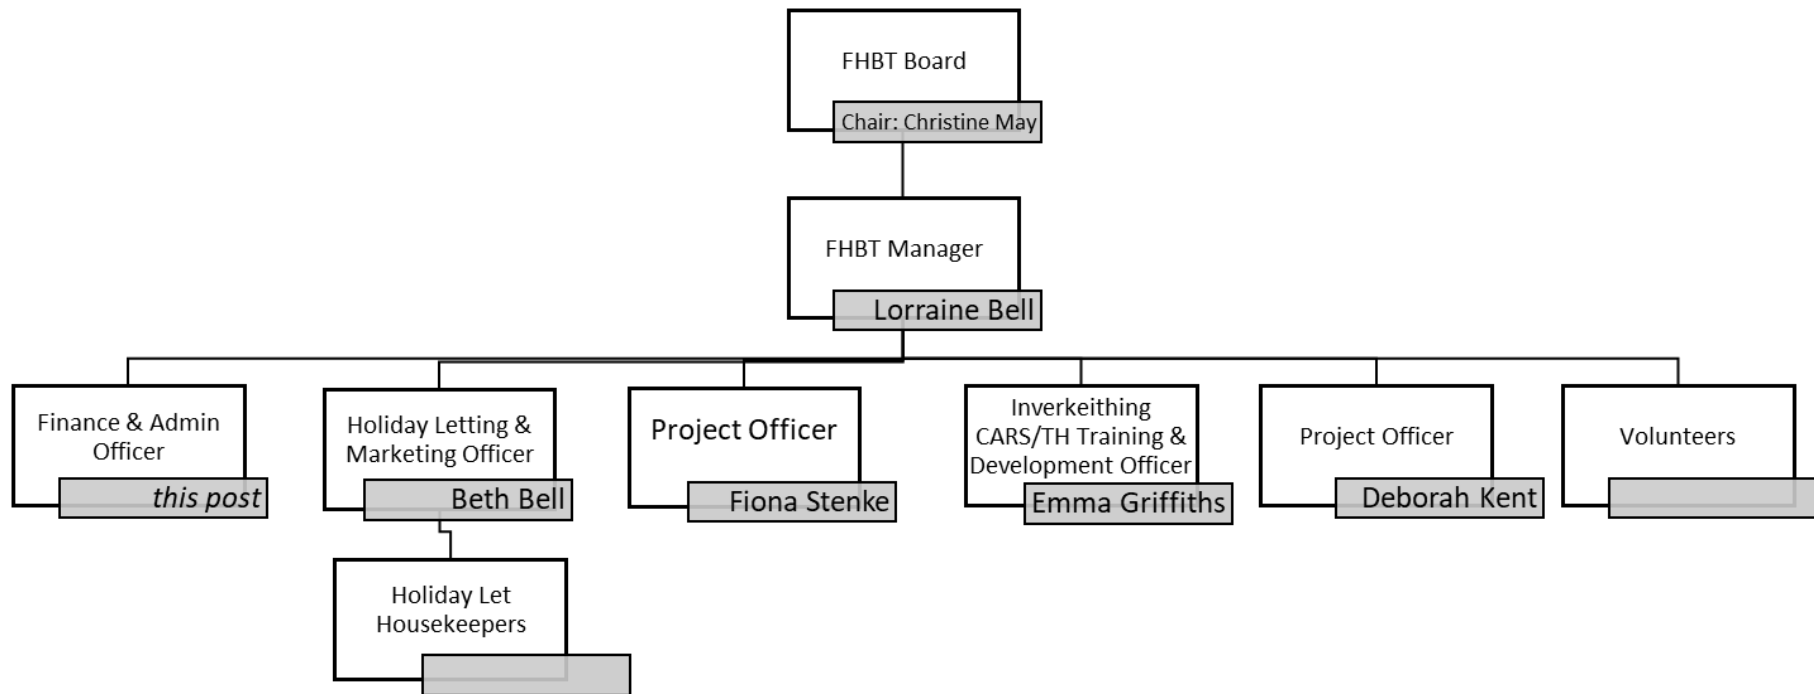 FHBT Board
Chair: Christine May
FHBT Manager
Lorraine Bell
Finance & Admin
Officer
this post
Holiday Letting &
Marketing Officer
Beth Bell
Project Officer
Fiona Stenke
Inverkeithing
CARS/TH Training &
Development Officer
Emma Griffiths
Project Officer
Deborah Kent
Volunteers
Holiday Let
Housekeepers